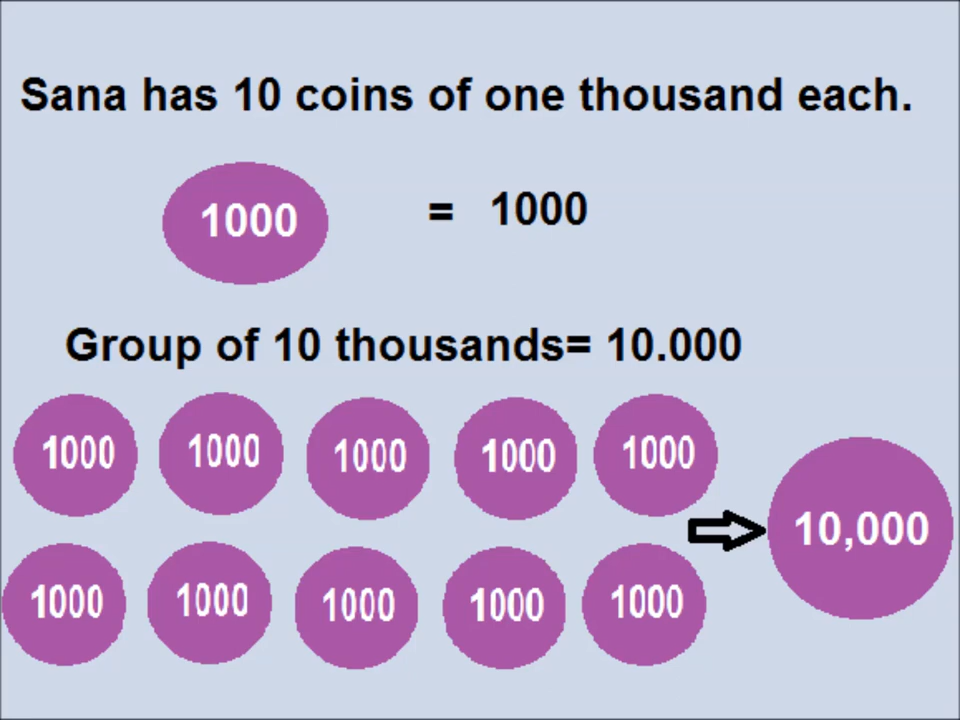 Sana has 10 coins of one thousand each.
1000 = 1000
Group of 10 thousands= 10.000
1000 1000 1000 1000 1000
10,000
1000 1000 1000 1000 1000